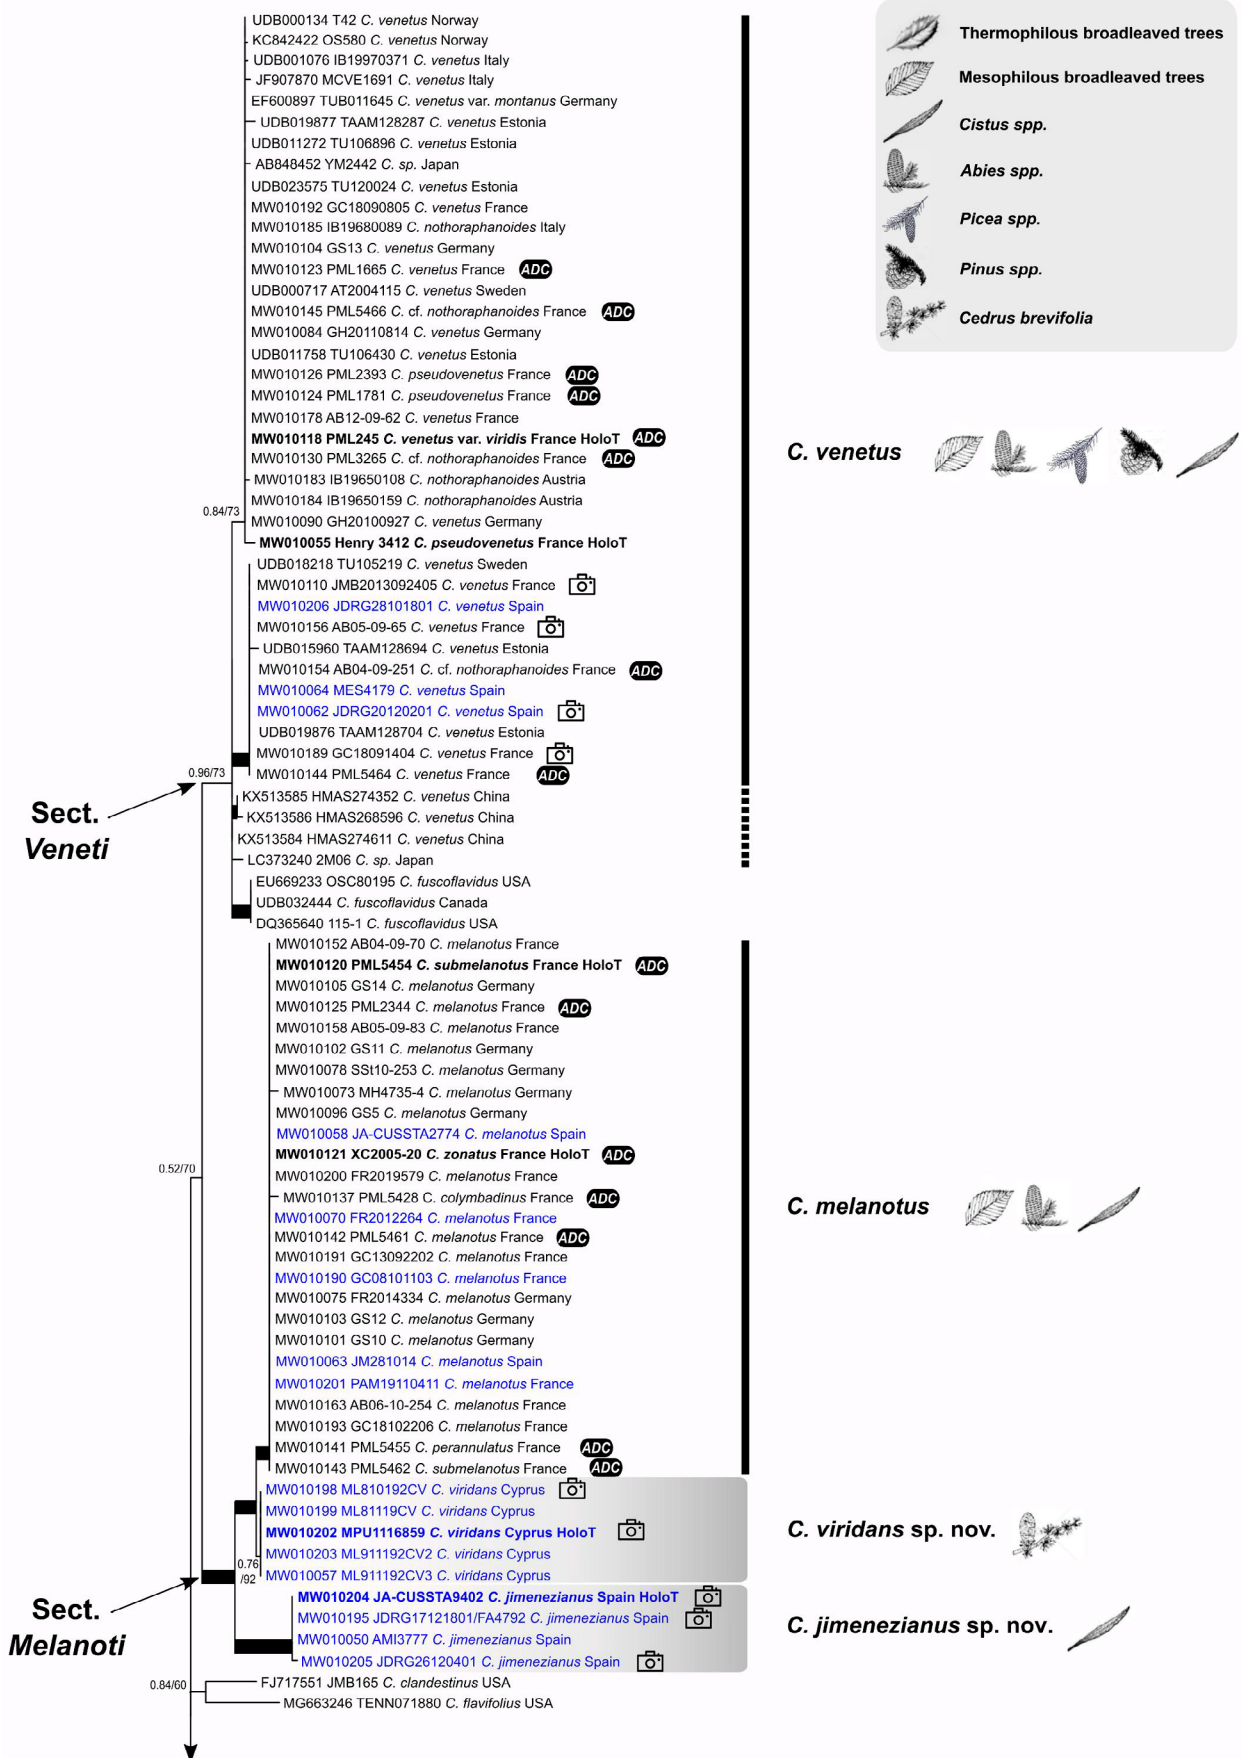 UDB000134 T42 C. venetus Norway
KC842422 OS580 C. venetus Norway
UDB001076 IB19970371 C. venetus Italy
JF907870 MCVE1691 C. venetus Italy
EF600897 TUB011645 C. venetus var. montanus Germany
UDB019877 TAAM128287 C. venetus Estonia
UDB011272 TU106896 C. venetus Estonia
AB848452 YM2442 C. sp. Japan
UDB023575 TU120024 C. venetus Estonia
MW010192 GC18090805 C. venetus France
MW010185 IB19680089 C. nothoraphanoides Italy
MW010104 GS13 C. venetus Germany
MW010123 PML1665 C. venetus France ADC
UDB000717 AT2004115 C. venetus Sweden
MW010145 PML5466 C. cf. nothoraphanoides France ADC
MW010084 GH20110814 C. venetus Germany
UDB011758 TU106430 C. venetus Estonia
MW010126 PML2393 C. pseudovenetus France ADC
MW010124 PML1781 C. pseudovenetus France ADC
MW010178 AB12-09-62 C. venetus France
MW010118 PML245 C. venetus var. viridis France HoloT ADC
MW010130 PML3265 C. cf. nothoraphanoides France ADC
MW010183 IB19650108 C. nothoraphanoides Austria
MW010184 IB19650159 C. nothoraphanoides Austria
MW010090 GH20100927 C. venetus Germany
MW010055 Henry 3412 C. pseudovenetus France HoloT
UDB018218 TU105219 C. venetus Sweden
MW010110 JMB2013092405 C. venetus France
MW010206 JDRG28101801 C. venetus Spain
MW010156 AB05-09-65 C. venetus France
UDB015960 TAAM128694 C. venetus Estonia
MW010154 AB04-09-251 C. cf. nothoraphanoides France ADC
MW010064 MES4179 C. venetus Spain
MW010062 JDRG20120201 C. venetus Spain
UDB019876 TAAM128704 C. venetus Estonia
MW010189 GC18091404 C. venetus France
MW010144 PML5464 C. venetus France ADC
KX513585 HMAS274352 C. venetus China
KX513586 HMAS268596 C. venetus China
KX513584 HMAS274611 C. venetus China
LC373240 2M06 C. sp. Japan
EU669233 OSC80195 C. fuscoflavidus USA
UDB032444 C. fuscoflavidus Canada
DQ365640 115-1 C. fuscoflavidus USA
MW010152 AB04-09-70 C. melanotus France
MW010120 PML5454 C. submelanotus France HoloT ADC
MW010105 GS14 C. melanotus Germany
MW010125 PML2344 C. melanotus France ADC
MW010158 AB05-09-83 C. melanotus France
MW010102 GS11 C. melanotus Germany
MW010078 SSt10-253 C. melanotus Germany
MW010073 MH4735-4 C. melanotus Germany
MW010096 GS5 C. melanotus Germany
MW010058 JA-CUSSTA2774 C. melanotus Spain
MW010121 XC2005-20 C. zonatus France HoloT ADC
MW010200 FR2019579 C. melanotus France
MW010137 PML5428 C. colymbadinus France ADC
MW010070 FR2012264 C. melanotus France
MW010142 PML5461 C. melanotus France ADC
MW010191 GC13092202 C. melanotus France
MW010190 GC08101103 C. melanotus France
MW010075 FR2014334 C. melanotus Germany
MW010103 GS12 C. melanotus Germany
MW010101 GS10 C. melanotus Germany
MW010063 JM281014 C. melanotus Spain
MW010201 PAM19110411 C. melanotus France
MW010163 AB06-10-254 C. melanotus France
MW010193 GC18102206 C. melanotus France
MW010141 PML5455 C. perannulatus France ADC
MW010143 PML5462 C. submelanotus France ADC
MW010198 ML810192CV C. viridans Cyprus
MW010199 ML81119CV C. viridans Cyprus
MW010202 MPU1116859 C. viridans Cyprus HoloT
MW010203 ML911192CV2 C. viridans Cyprus
MW010057 ML911192CV3 C. viridans Cyprus
MW010204 JA-CUSSTA9402 C. jimenezianus Spain HoloT
MW010195 JDRG17121801/FA4792 C. jimenezianus Spain
MW010050 AMI3777 C. jimenezianus Spain
MW010205 JDRG26120401 C. jimenezianus Spain
FJ717551 JMB165 C. clandestinus USA
MG663246 TENN071880 C. flavifolius USA
0.84/73
0.96/73
0.52/70
0.76
/92
0.84/60
Sect.
Veneti
Sect.
Melanoti
Thermophilous broadleaved trees
Mesophilous broadleaved trees
Cistus spp.
Abies spp.
Picea spp.
Pinus spp.
Cedrus brevifolia
C. venetus
C. melanotus
C. viridans sp. nov.
C. jimenezianus sp. nov.